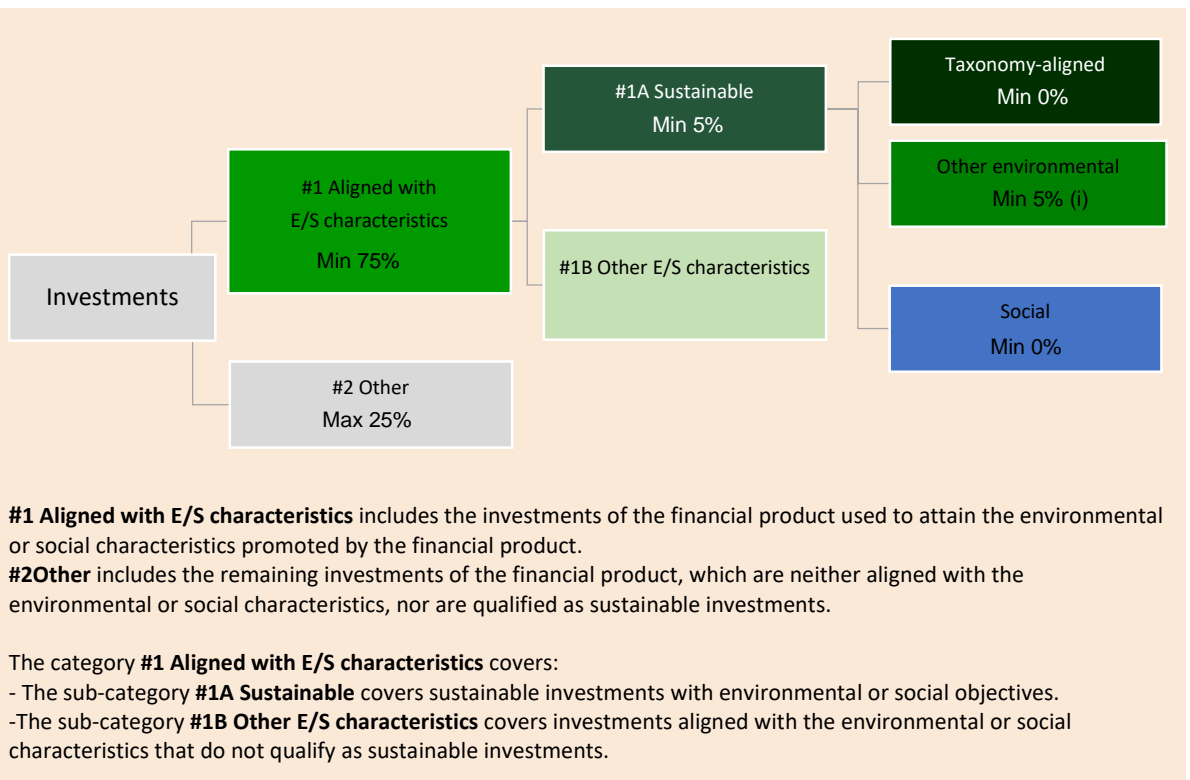 Investments
#1 Aligned with
E/S characteristics
Min 75%
#2 Other
Max 25%
#1A Sustainable
Min 5%
#1B Other E/S characteristics
Taxonomy-aligned
Min 0%
Other environmental
Min 5% (i)
Social
Min 0%
#1 Aligned with E/S characteristics includes the investments of the financial product used to attain the environmental
or social characteristics promoted by the financial product.
#2Other includes the remaining investments of the financial product, which are neither aligned with the
environmental or social characteristics, nor are qualified as sustainable investments.
The category #1 Aligned with E/S characteristics covers:
- The sub-category #1A Sustainable covers sustainable investments with environmental or social objectives.
-The sub-category #1B Other E/S characteristics covers investments aligned with the environmental or social
characteristics that do not qualify as sustainable investments.